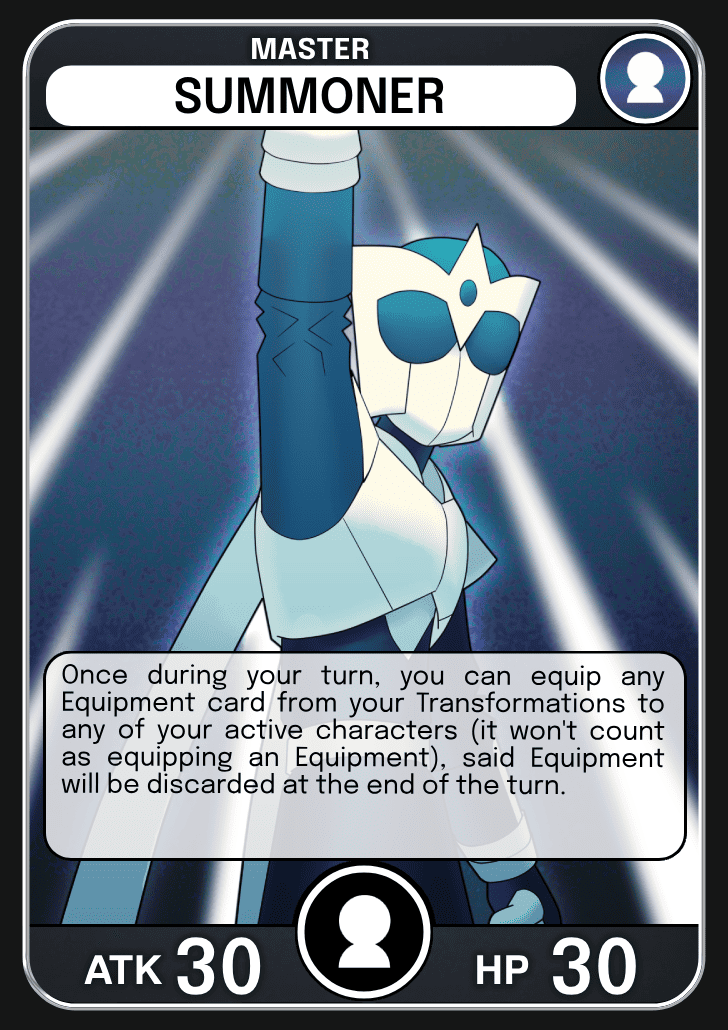 MASTER
SUMMONER
Once during your turn, you can equip any
Equipment card from your Transformations to
any of your active characters (it won't count
as equipping an Equipment), said Equipment
will be discarded at the end of the turn.
ATK 30
HP 30